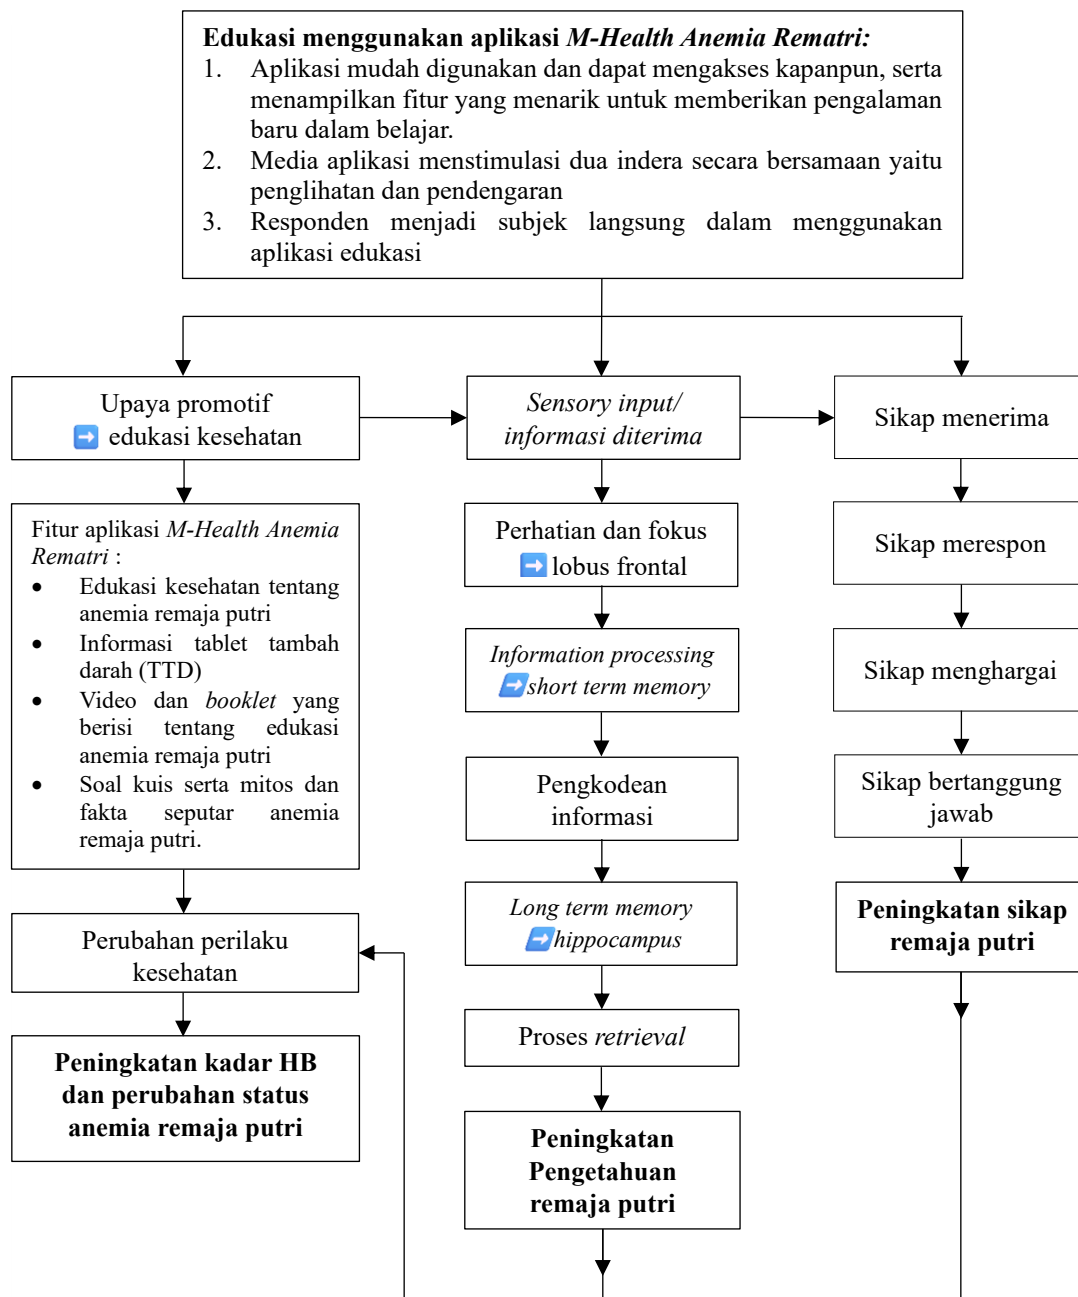 Edukasi menggunakan aplikasi M-Health Anemia Rematri:
1. Aplikasi mudah digunakan dan dapat mengakses kapanpun, serta
menampilkan fitur yang menarik untuk memberikan pengalaman
baru dalam belajar.
2. Media aplikasi menstimulasi dua indera secara bersamaan yaitu
penglihatan dan pendengaran
3. Responden menjadi subjek langsung dalam menggunakan
aplikasi edukasi
Upaya promotif
➡ edukasi kesehatan
Fitur aplikasi M-Health Anemia
Rematri :
• Edukasi kesehatan tentang
anemia remaja putri
• Informasi tablet tambah
darah (TTD)
• Video dan booklet yang
berisi tentang edukasi
anemia remaja putri
• Soal kuis serta mitos dan
fakta seputar anemia
remaja putri.
Perubahan perilaku
kesehatan
Peningkatan kadar HB
dan perubahan status
anemia remaja putri
Sensory input/
informasi diterima
Perhatian dan fokus
➡ lobus frontal
Information processing
➡short term memory
Pengkodean
informasi
Long term memory
➡hippocampus
Proses retrieval
Peningkatan
Pengetahuan
remaja putri
Sikap menerima
Sikap merespon
Sikap menghargai
Sikap bertanggung
jawab
Peningkatan sikap
remaja putri